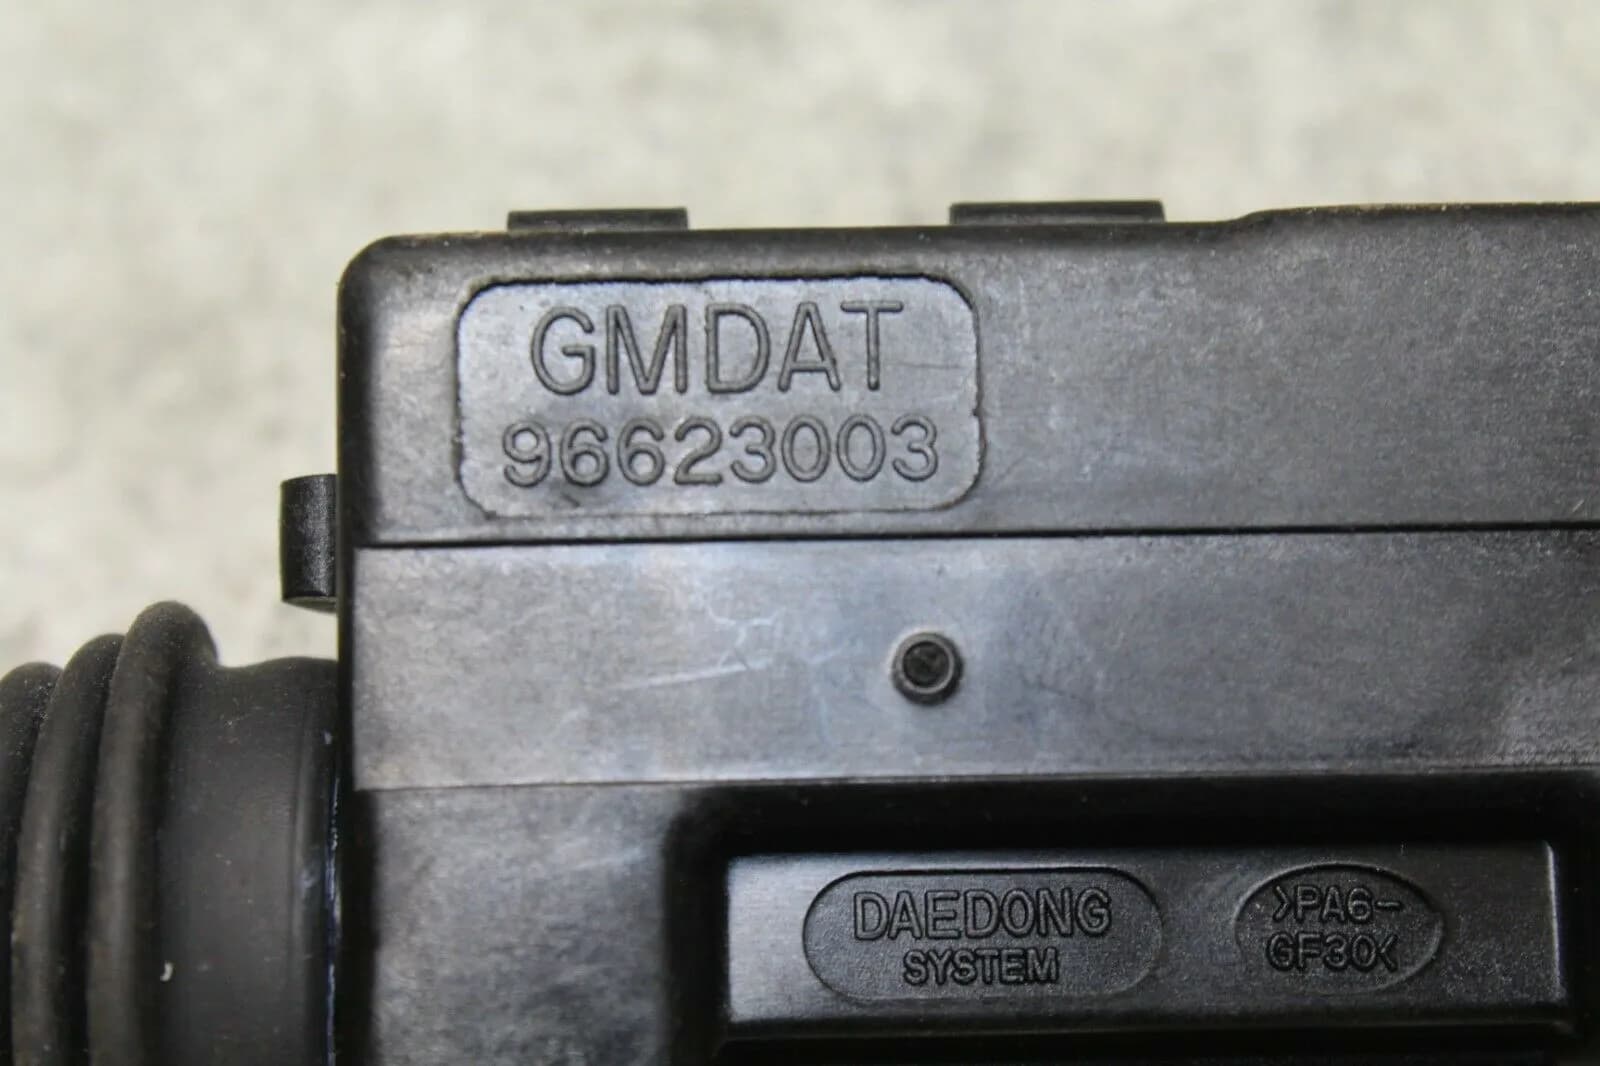 GMDAT
96623003
DAEDONG
SYSTEM
>PA6-
GF30<